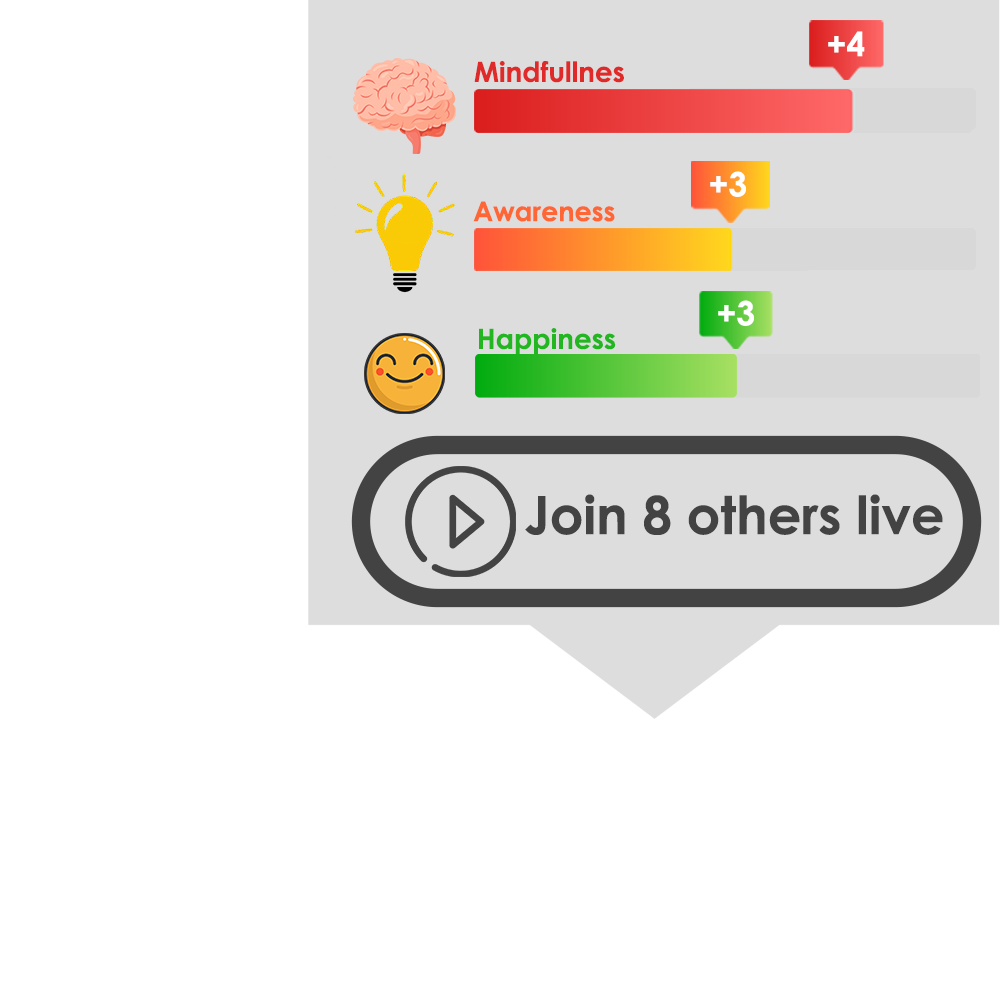 +4
Mindfullnes
+3
Awareness
+3
Happiness
Join 8 others live